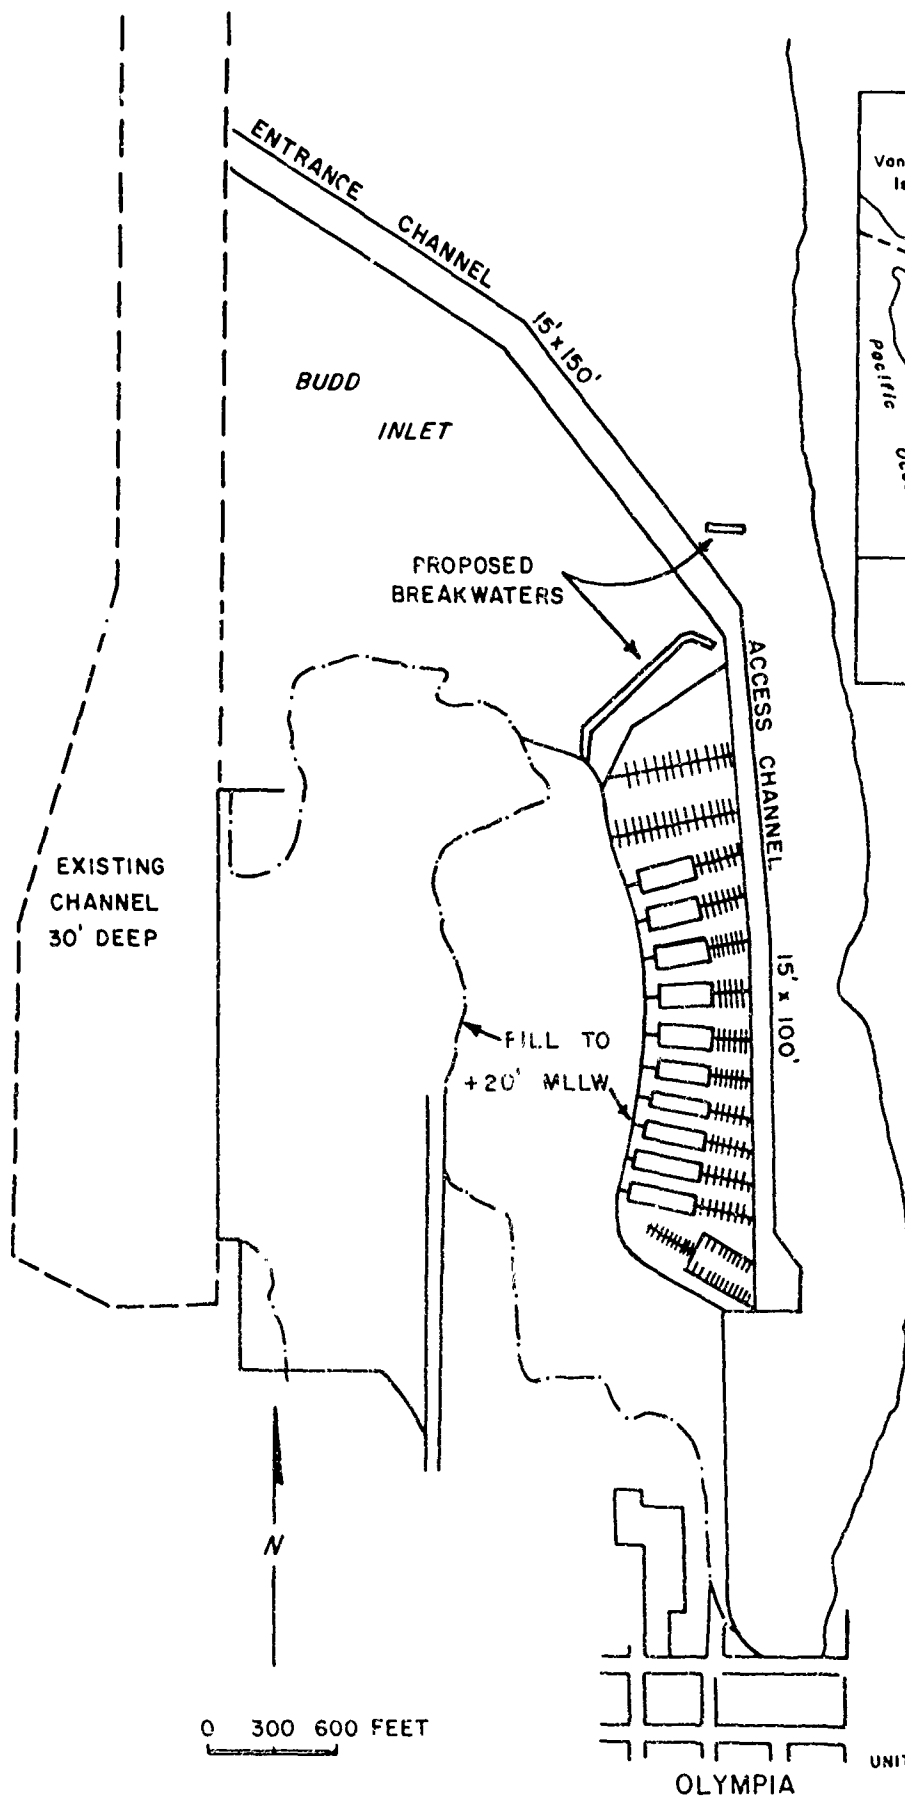 ENTRANCE CHANNEL
15' x 150'
Pacific
BUDD
INLET
PROPOSED
BREAKWATERS
ACCESS CHANNEL
15' x 100'
EXISTING
CHANNEL
30' DEEP
FILL TO
+20' MLLW
N
0 300 600 FEET
OLYMPIA